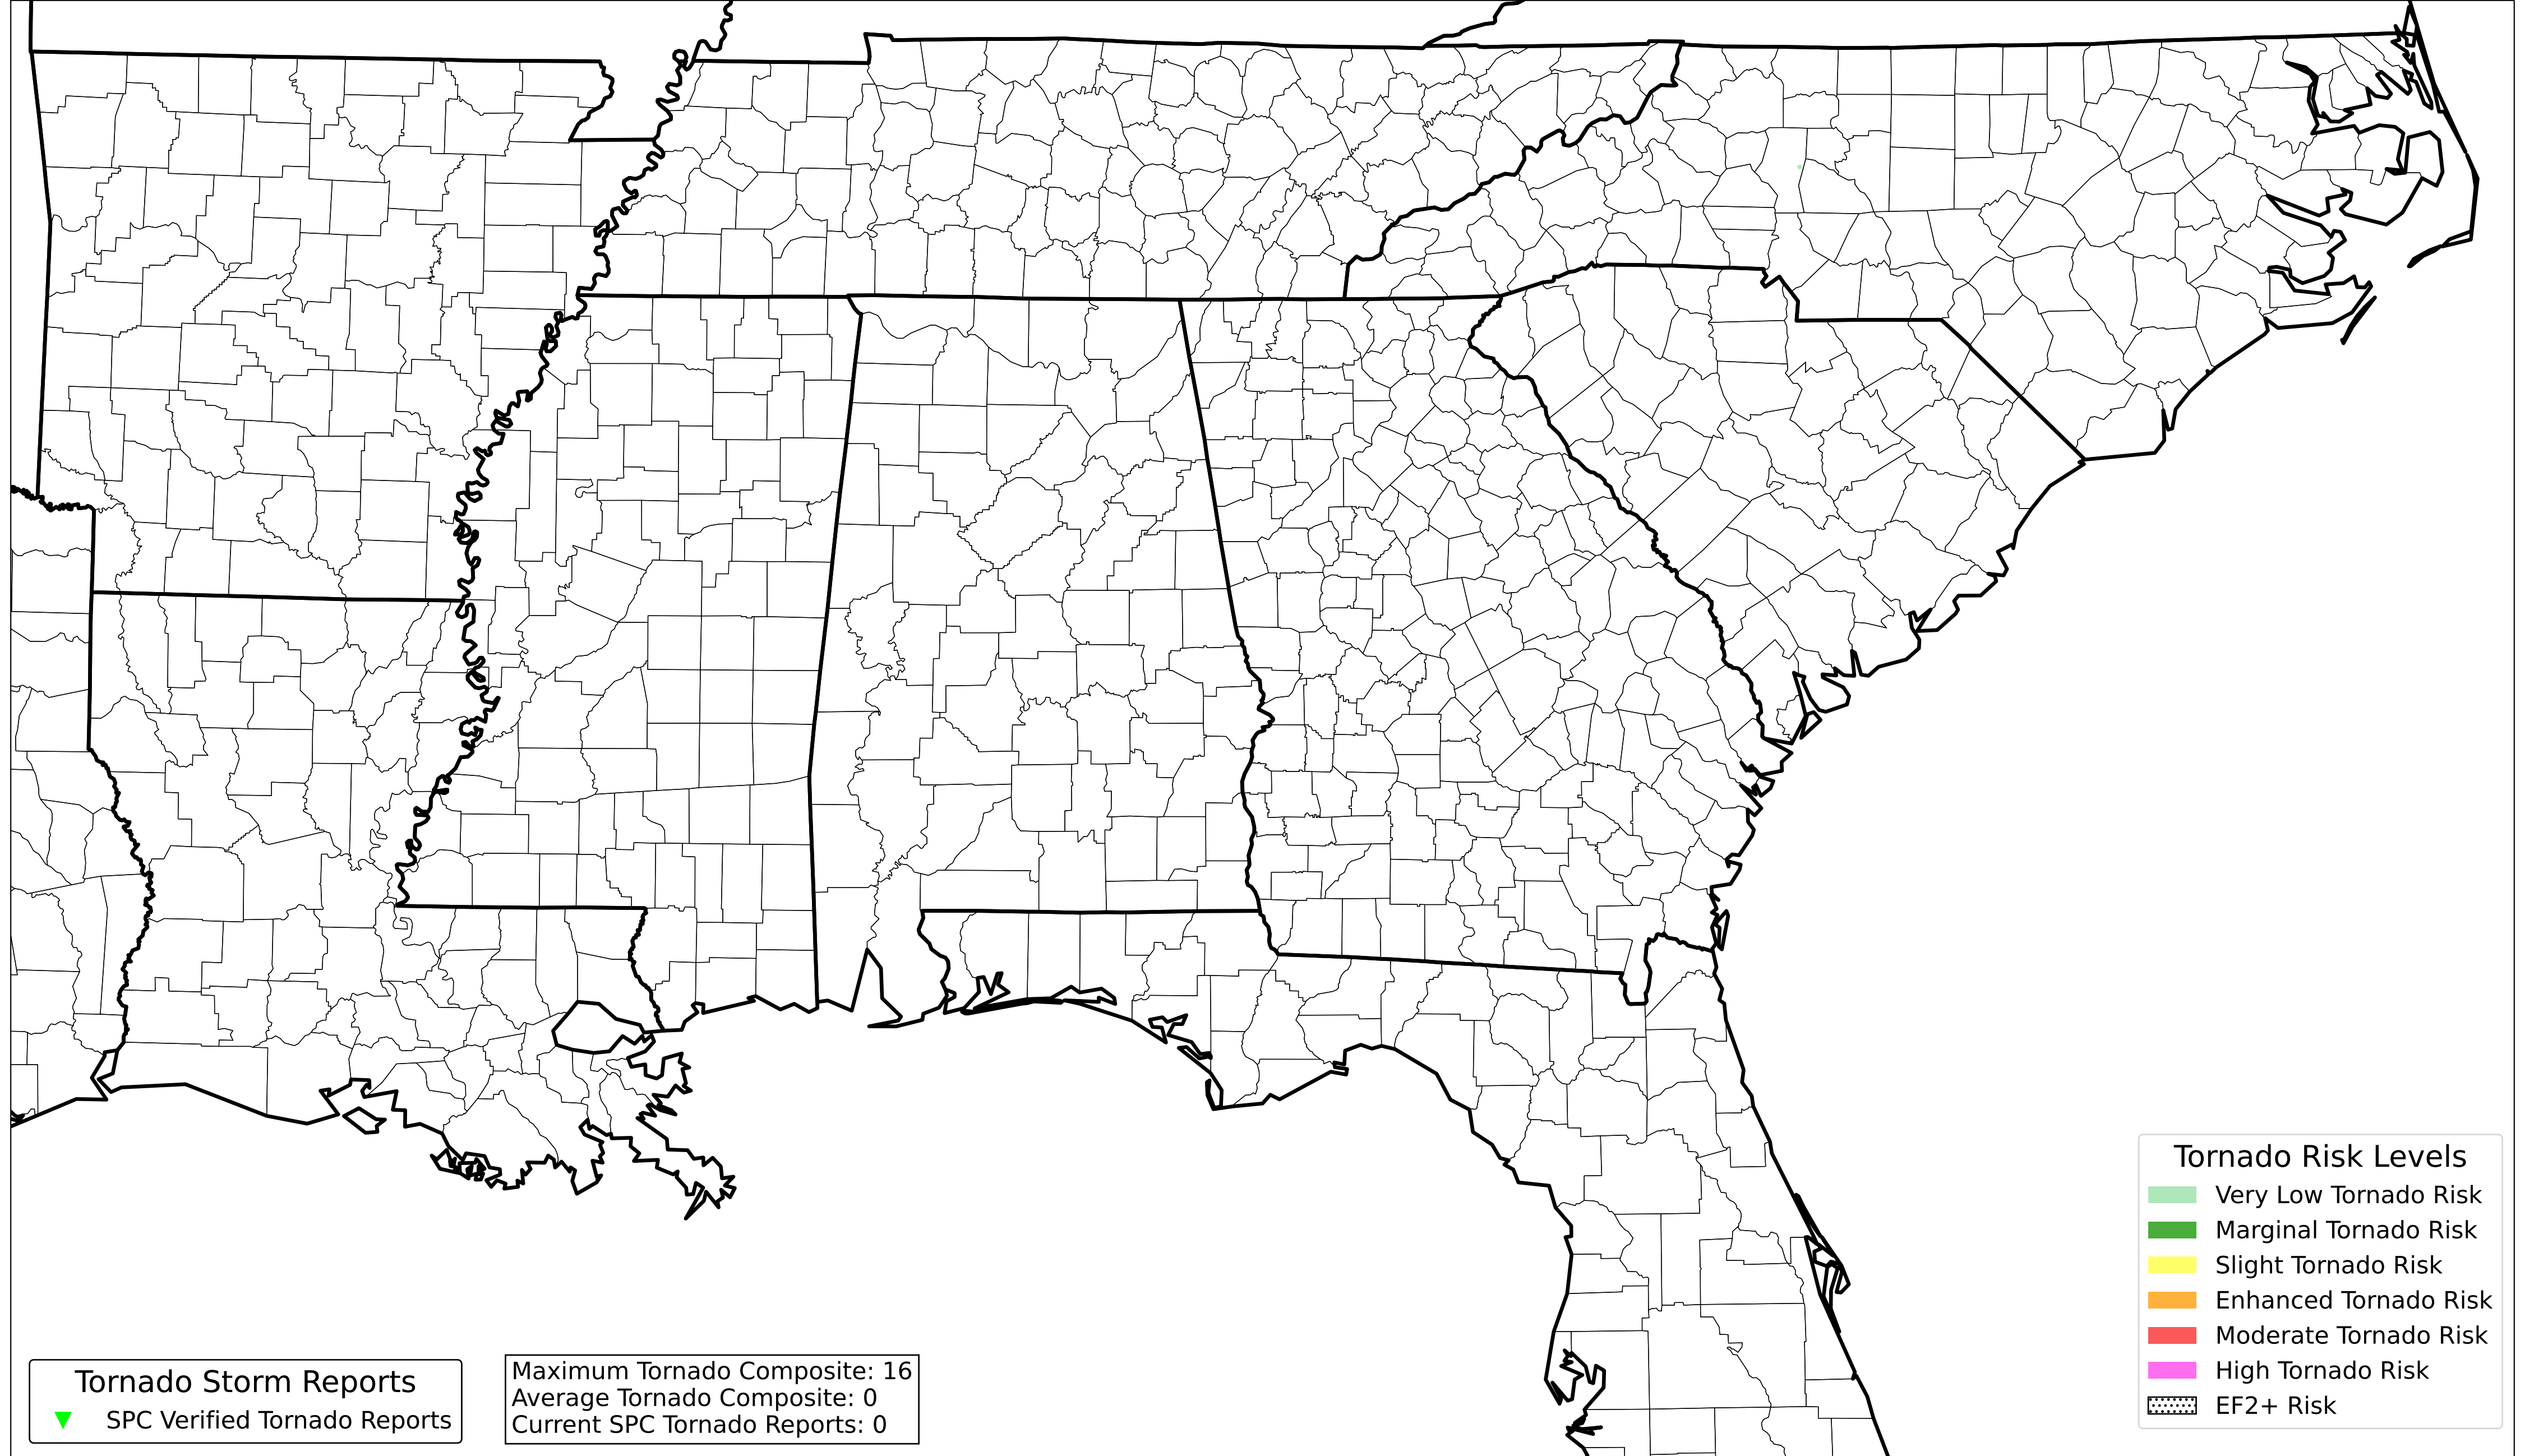 Tornado Risk Levels
Very Low Tornado Risk
Marginal Tornado Risk
Slight Tornado Risk
Enhanced Tornado Risk
Moderate Tornado Risk
High Tornado Risk
EF2+ Risk
Tornado Storm Reports
SPC Verified Tornado Reports
Maximum Tornado Composite: 16
Average Tornado Composite: 0
Current SPC Tornado Reports: 0